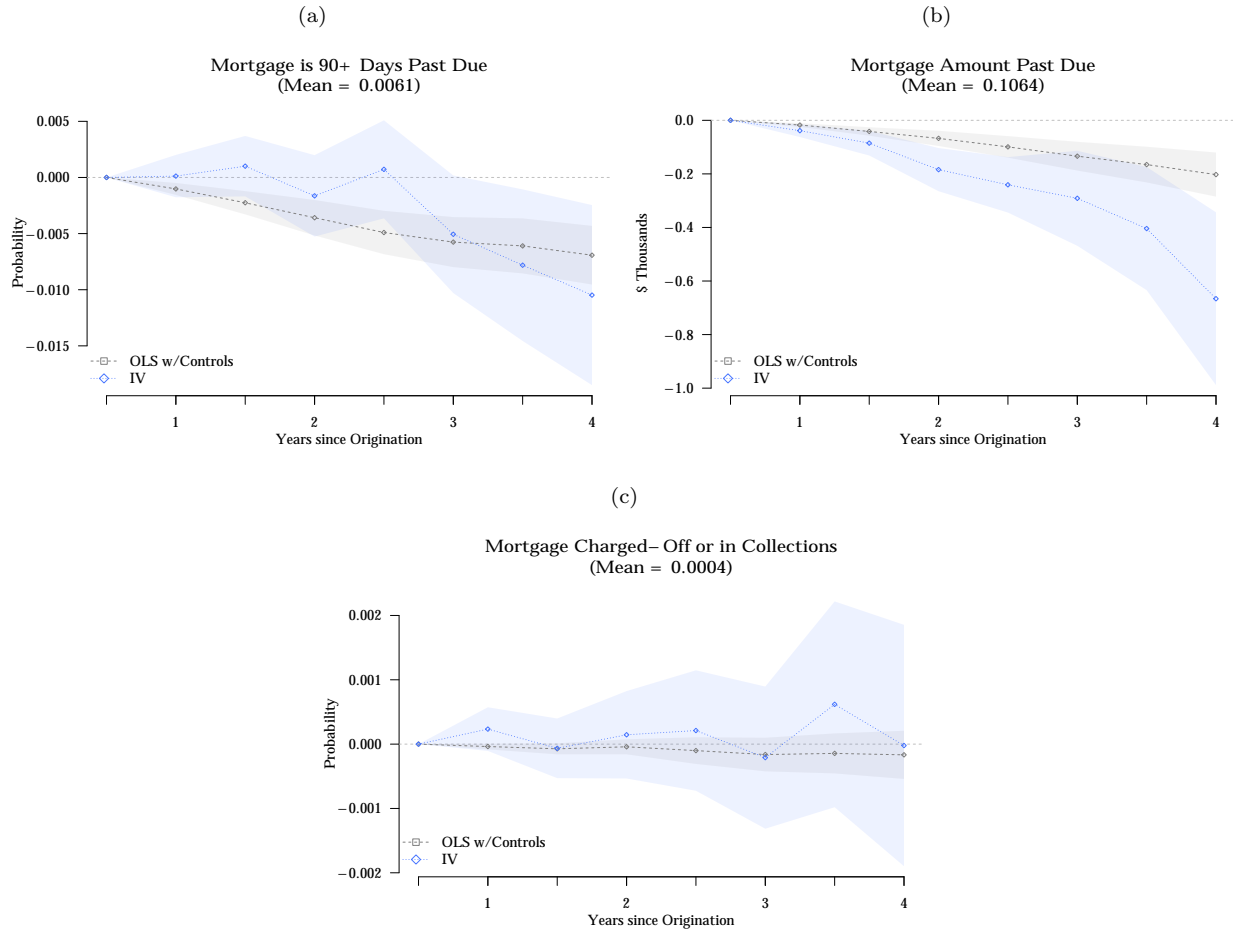 (a)
Mortgage is 90+ Days Past Due
(Mean = 0.0061)
0.005
0.000
−0.005
−0.010
−0.015
Probability
OLS w/Controls
IV
1 2 3 4
Years since Origination
(b)
Mortgage Amount Past Due
(Mean = 0.1064)
0.0
−0.2
−0.4
−0.6
−0.8
−1.0
$ Thousands
OLS w/Controls
IV
1 2 3 4
Years since Origination
(c)
Mortgage Charged−Off or in Collections
(Mean = 0.0004)
0.002
0.001
0.000
−0.001
−0.002
Probability
OLS w/Controls
IV
1 2 3 4
Years since Origination